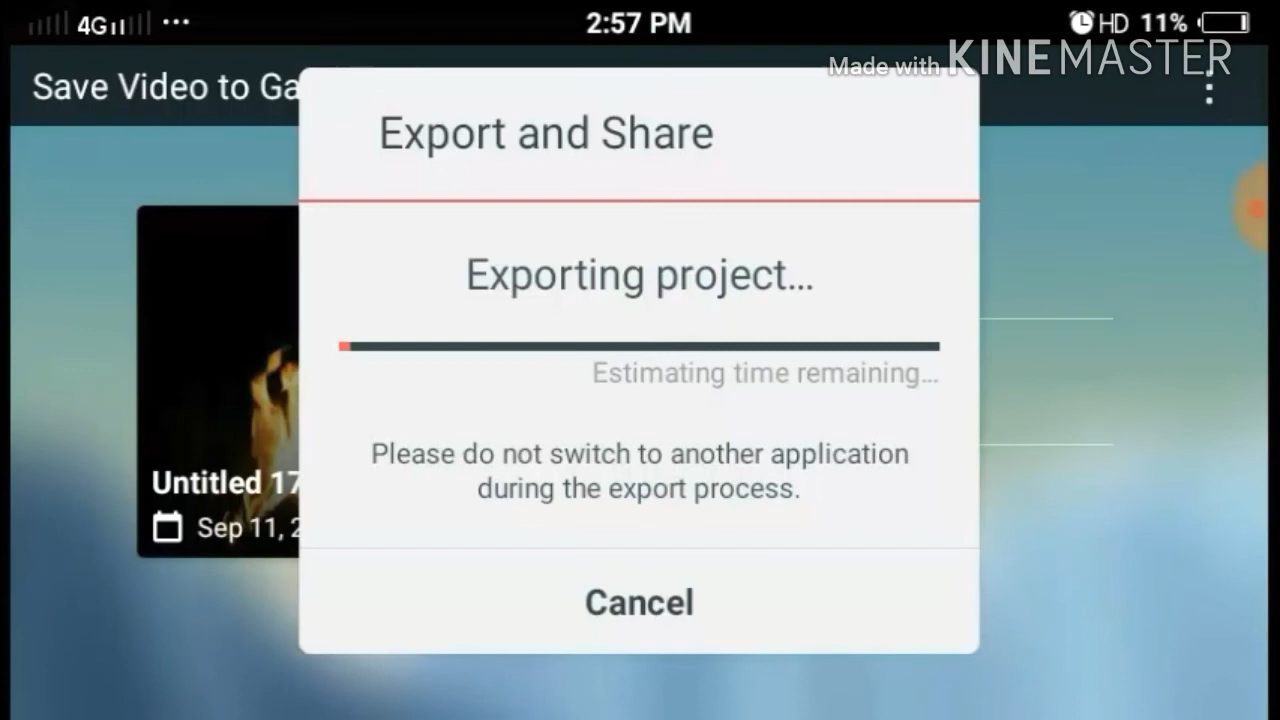 4G
2:57 PM
HD 11%
Made with KINEMASTER
Save Video to Ga
Export and Share
Exporting project...
Estimating time remaining...
Please do not switch to another application
during the export process.
Untitled 17
Sep 11, 2
Cancel